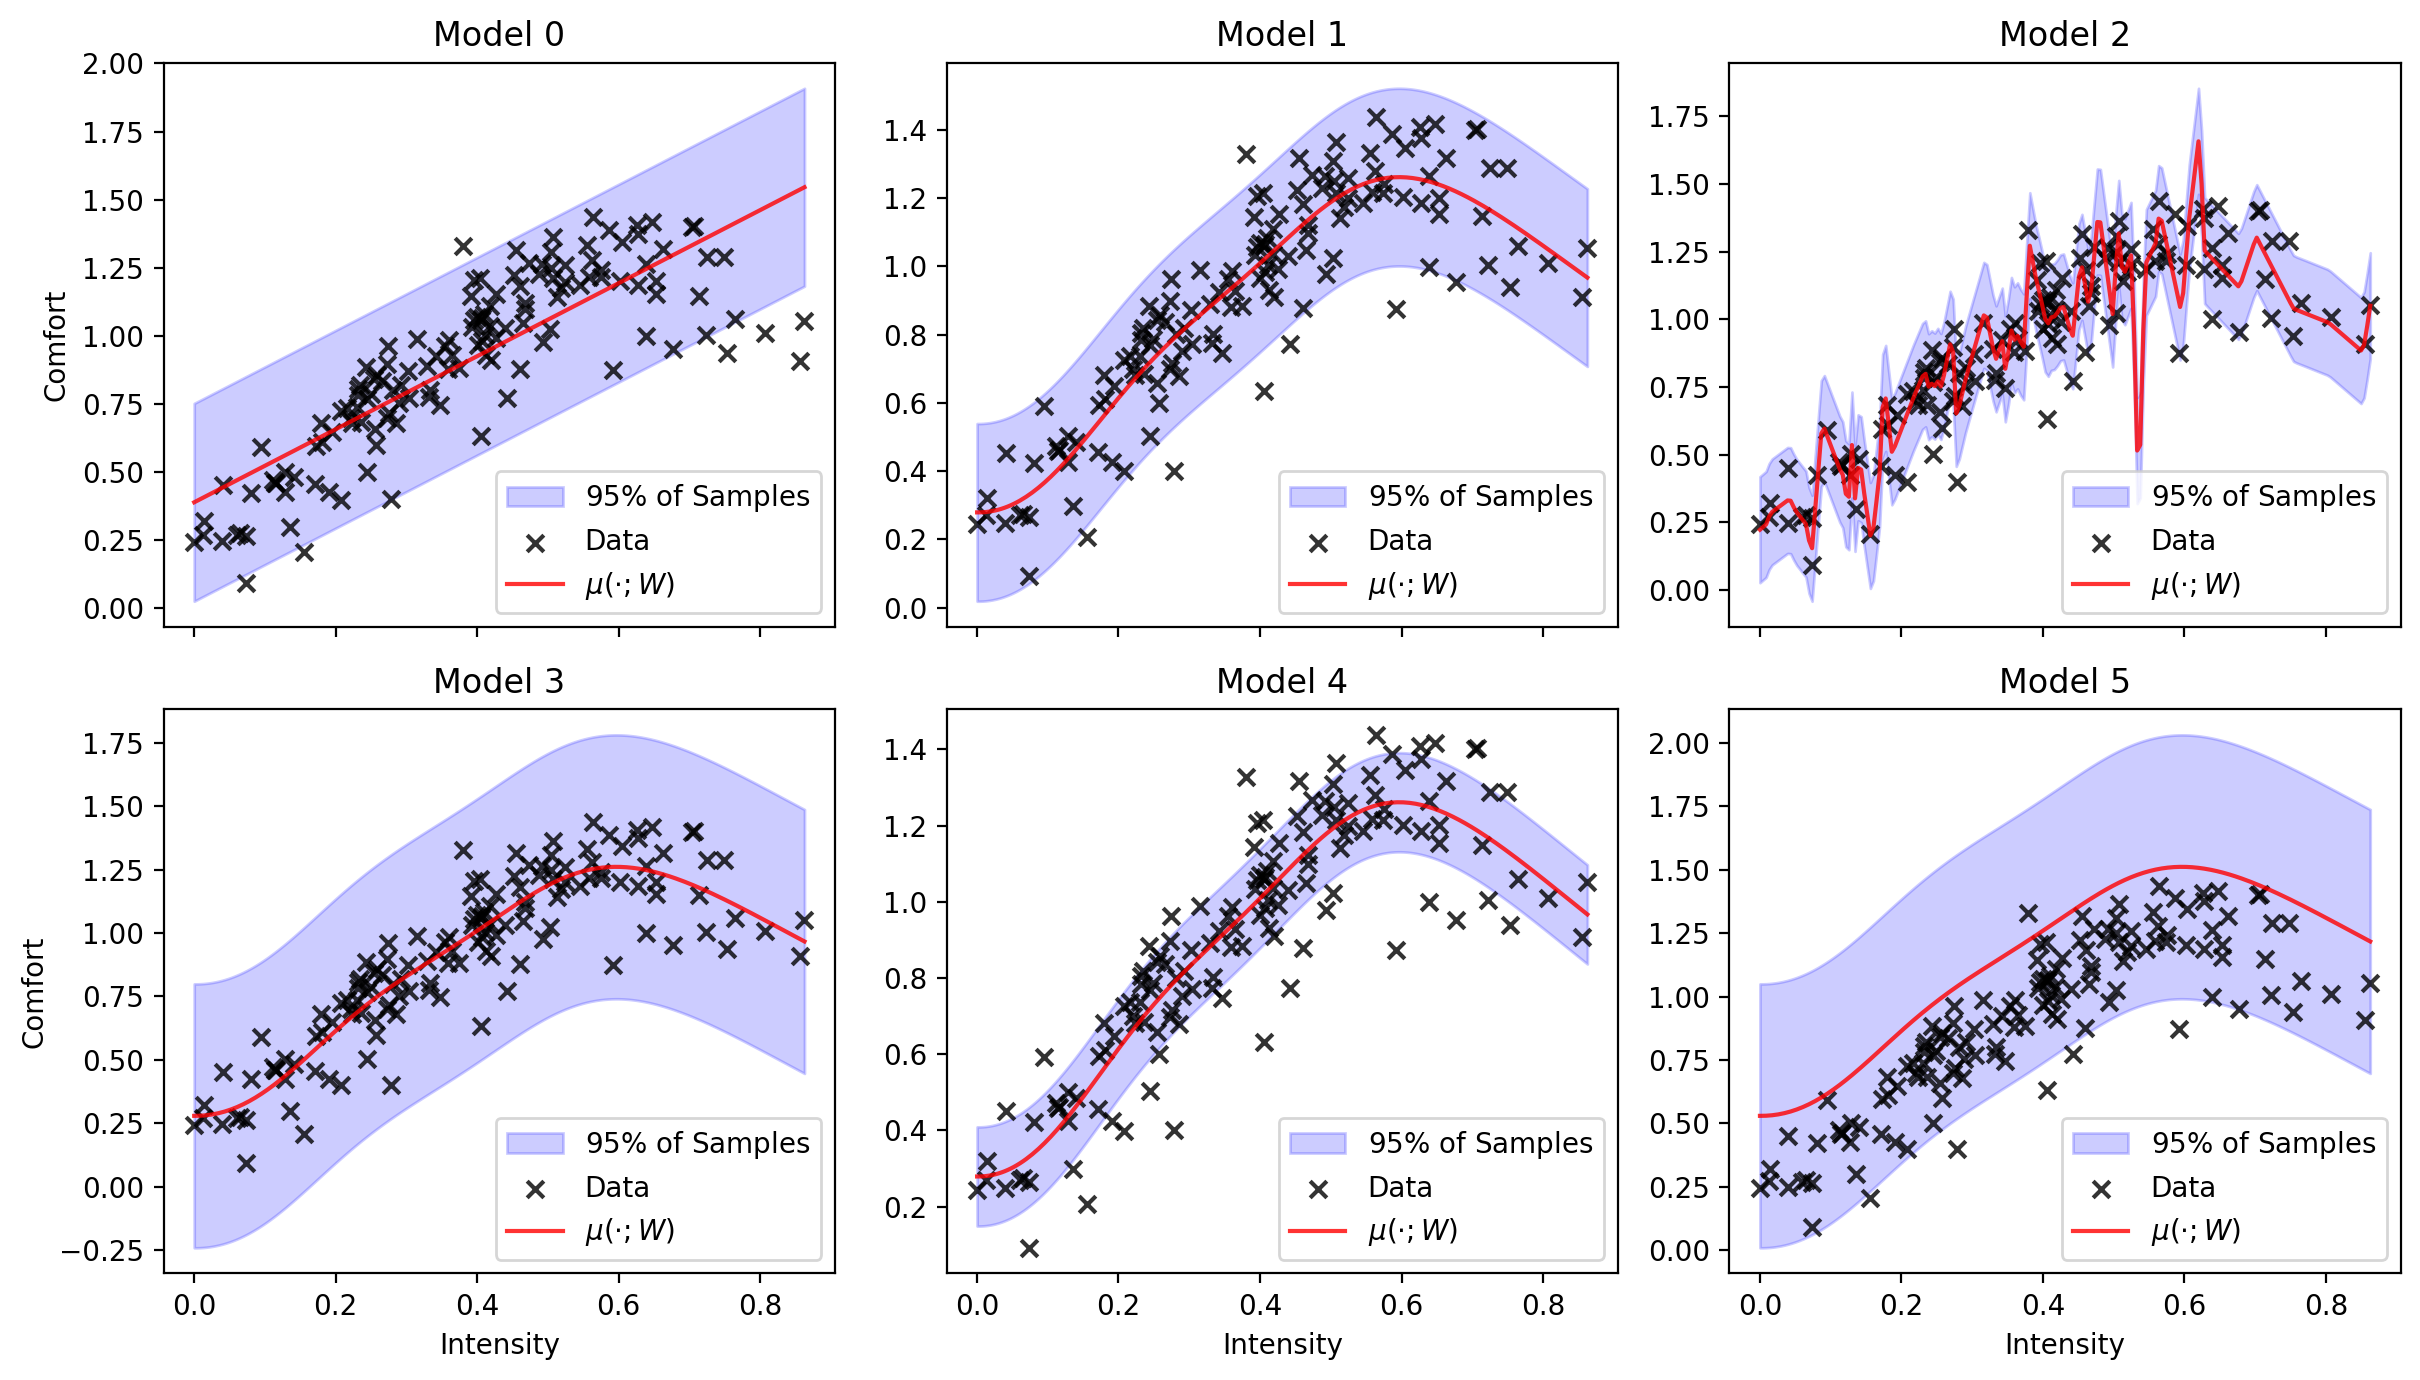 Model 0
2.00
1.75
1.50
1.25
1.00
0.75
0.50
0.25
0.00
Comfort
95% of Samples
Data
μ(·; W)
Model 1
1.4
1.2
1.0
0.8
0.6
0.4
0.2
0.0
95% of Samples
Data
μ(·; W)
Model 2
1.75
1.50
1.25
1.00
0.75
0.50
0.25
0.00
95% of Samples
Data
μ(·; W)
Model 3
1.75
1.50
1.25
1.00
0.75
0.50
0.25
0.00
−0.25
Comfort
95% of Samples
Data
μ(·; W)
0.0 0.2 0.4 0.6 0.8
Intensity
Model 4
1.4
1.2
1.0
0.8
0.6
0.4
0.2
95% of Samples
Data
μ(·; W)
0.0 0.2 0.4 0.6 0.8
Intensity
Model 5
2.00
1.75
1.50
1.25
1.00
0.75
0.50
0.25
0.00
95% of Samples
Data
μ(·; W)
0.0 0.2 0.4 0.6 0.8
Intensity